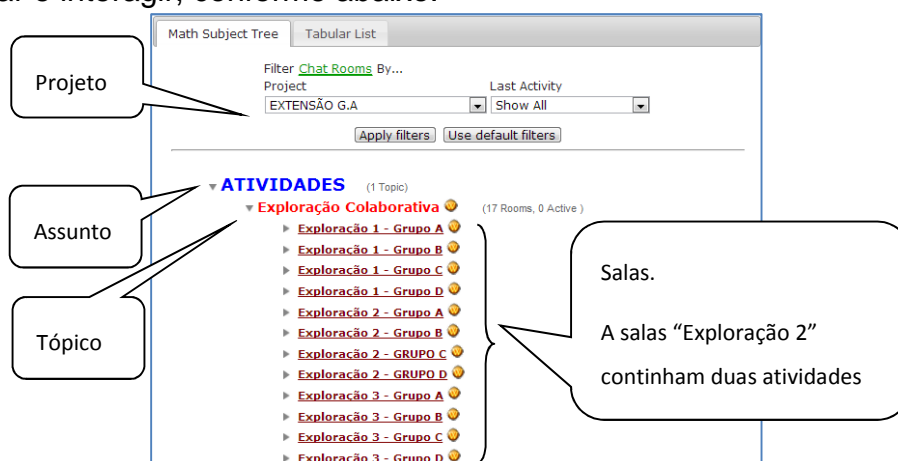 ar e interagir, conforme abaixo.
Math Subject Tree Tabular List
Projeto
Filter Chat Rooms By...
Project Last Activity
EXTENSÃO G.A Show All
Apply filters Use default filters
ATIVIDADES (1 Topic)
Assunto
Exploração Colaborativa (17 Rooms, 0 Active )
Exploração 1 - Grupo A
Exploração 1 - Grupo B
Exploração 1 - Grupo C
Exploração 1 - Grupo D
Exploração 2 - Grupo A
Exploração 2 - Grupo B
Exploração 2 - GRUPO C
Exploração 2 - GRUPO D
Exploração 3 - Grupo A
Exploração 3 - Grupo B
Exploração 3 - Grupo C
Exploração 3 - Grupo D
Tópico
Salas.
A salas “Exploração 2”
continham duas atividades